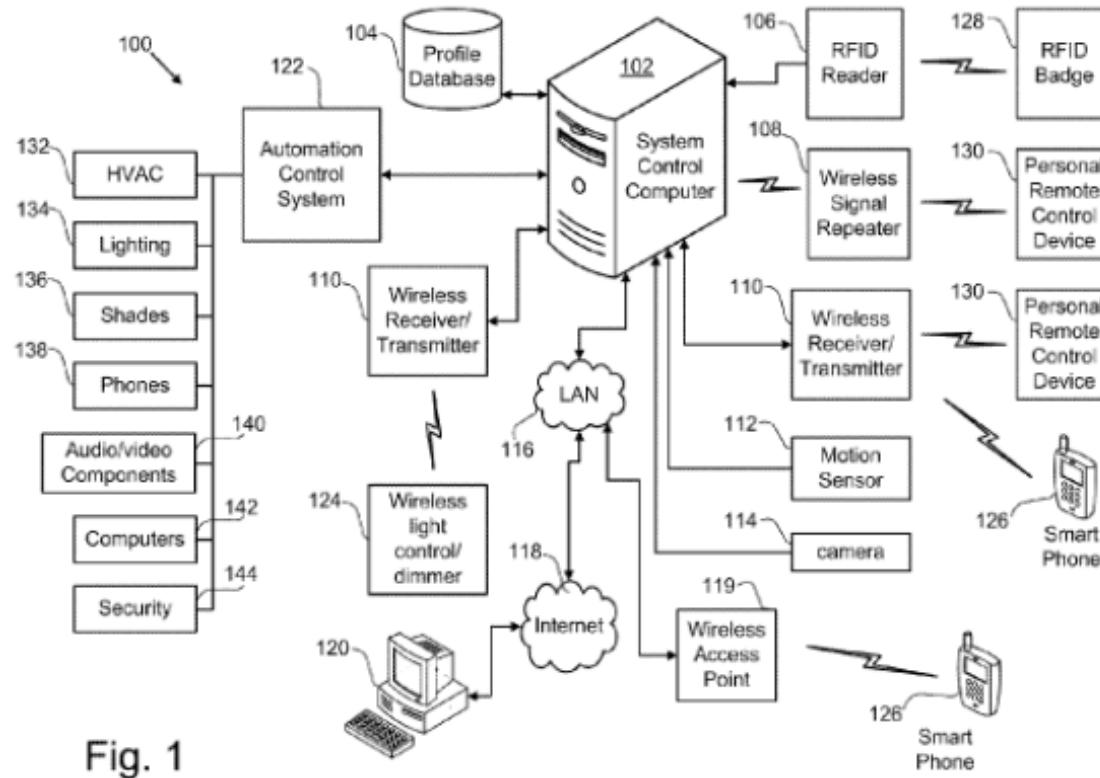 100
104
Profile
Database
102
System
Control
Computer
106
RFID
Reader
128
RFID
Badge
122
Automation
Control
System
132
HVAC
134
Lighting
136
Shades
138
Phones
140
Audio/video
Components
142
Computers
144
Security
108
Wireless
Signal
Repeater
130
Personal
Remote
Control
Device
110
Wireless
Receiver/
Transmitter
110
Wireless
Receiver/
Transmitter
130
Personal
Remote
Control
Device
LAN
116
112
Motion
Sensor
126
Smart
Phone
124
Wireless
light
control/
dimmer
114
camera
118
Internet
119
Wireless
Access
Point
120
126
Smart
Phone
Fig. 1